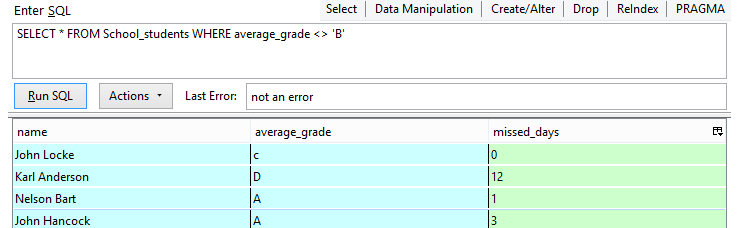 Enter SQL Select Data Manipulation Create/Alter Drop ReIndex PRAGMA
SELECT * FROM School_students WHERE average_grade <> 'B'
Run SQL Actions Last Error: not an error
name average_grade missed_days
John Locke c 0
Karl Anderson D 12
Nelson Bart A 1
John Hancock A 3